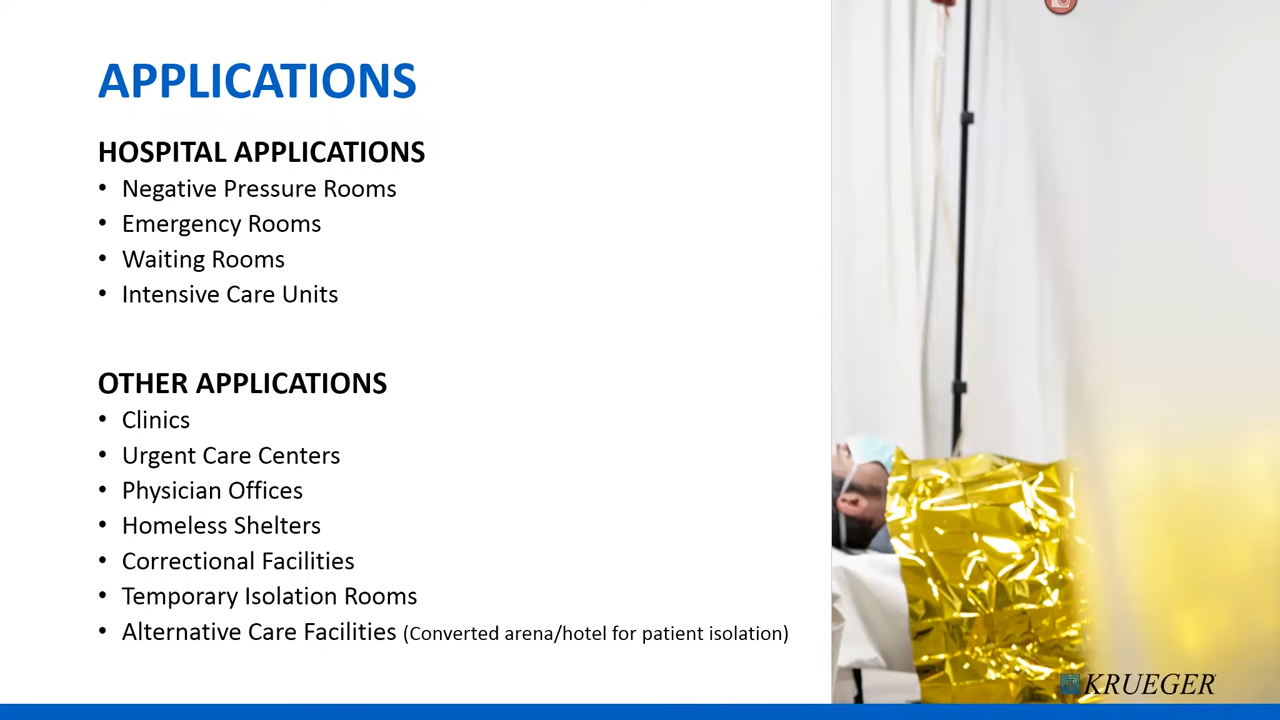 APPLICATIONS
HOSPITAL APPLICATIONS
• Negative Pressure Rooms
• Emergency Rooms
• Waiting Rooms
• Intensive Care Units
OTHER APPLICATIONS
• Clinics
• Urgent Care Centers
• Physician Offices
• Homeless Shelters
• Correctional Facilities
• Temporary Isolation Rooms
• Alternative Care Facilities (Converted arena/hotel for patient isolation)
KRUEGER